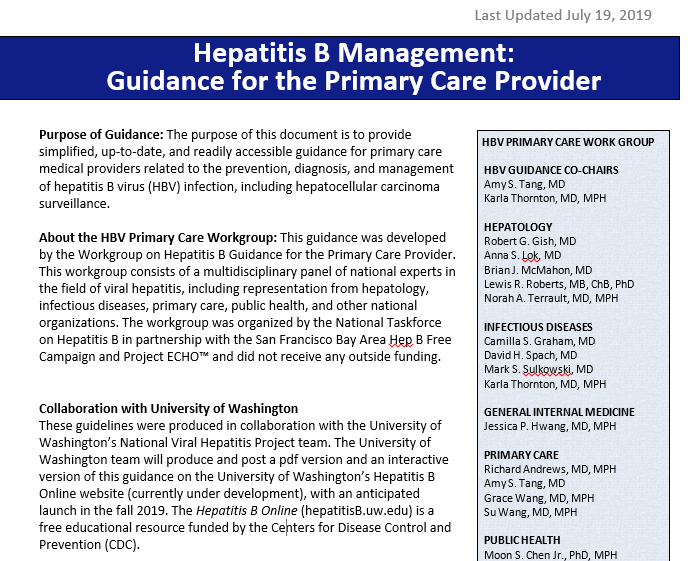 Last Updated July 19, 2019
Hepatitis B Management:
Guidance for the Primary Care Provider
Purpose of Guidance: The purpose of this document is to provide
simplified, up-to-date, and readily accessible guidance for primary care
medical providers related to the prevention, diagnosis, and management
of hepatitis B virus (HBV) infection, including hepatocellular carcinoma
surveillance.
About the HBV Primary Care Workgroup: This guidance was developed
by the Workgroup on Hepatitis B Guidance for the Primary Care Provider.
This workgroup consists of a multidisciplinary panel of national experts in
the field of viral hepatitis, including representation from hepatology,
infectious diseases, primary care, public health, and other national
organizations. The workgroup was organized by the National Taskforce
on Hepatitis B in partnership with the San Francisco Bay Area Hep B Free
Campaign and Project ECHO™ and did not receive any outside funding.
Collaboration with University of Washington
These guidelines were produced in collaboration with the University of
Washington's National Viral Hepatitis Project team. The University of
Washington team will produce and post a pdf version and an interactive
version of this guidance on the University of Washington's Hepatitis B
Online website (currently under development), with an anticipated
launch in the fall 2019. The Hepatitis B Online (hepatitisB.uw.edu) is a
free educational resource funded by the Centers for Disease Control and
Prevention (CDC).
HBV PRIMARY CARE WORK GROUP
HBV GUIDANCE CO-CHAIRS
Amy S. Tang, MD
Karla Thornton, MD, MPH
HEPATOLOGY
Robert G. Gish, MD
Anna S. Lok, MD
Brian J. McMahon, MD
Lewis R. Roberts, MB, ChB, PhD
Norah A. Terrault, MD, MPH
INFECTIOUS DISEASES
Camilla S. Graham, MD
David H. Spach, MD
Mark S. Sulkowski, MD
Karla Thornton, MD, MPH
GENERAL INTERNAL MEDICINE
Jessica P. Hwang, MD, MPH
PRIMARY CARE
Richard Andrews, MD, MPH
Amy S. Tang, MD
Grace Wang, MD, MPH
Su Wang, MD, MPH
PUBLIC HEALTH
Moon S. Chen Jr., PhD, MPH